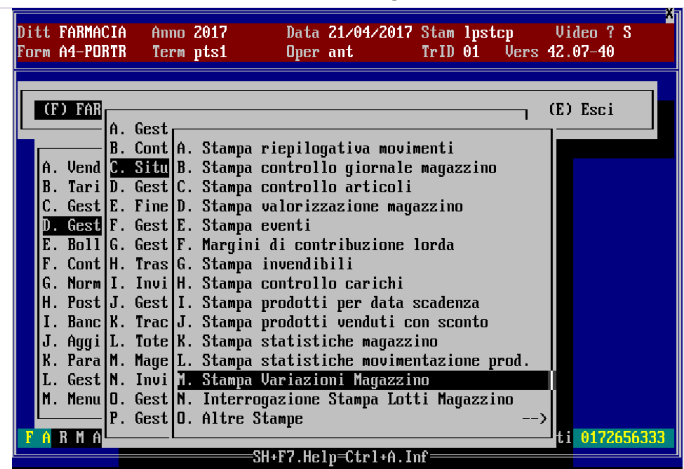 X
Ditt FARMACIA Anno 2017 Data 21/04/2017 Stam lpstcp Video ? S
Form A4-PORTR Term pts1 Oper ant TrID 01 Vers 42.07-40
(F) FAR (E) Esci
A. Gest
B. Cont A. Stampa riepilogativa movimenti
A. Vend C. Situ B. Stampa controllo giornale magazzino
B. Tari D. Gest C. Stampa controllo articoli
C. Gest E. Fine D. Stampa valorizzazione magazzino
D. Gest F. Gest E. Stampa eventi
E. Boll G. Gest F. Margini di contribuzione lorda
F. Cont H. Tras G. Stampa invendibili
G. Norm I. Invi H. Stampa controllo carichi
H. Post J. Gest I. Stampa prodotti per data scadenza
I. Banc K. Trac J. Stampa prodotti venduti con sconto
J. Aggi L. Tote K. Stampa statistiche magazzino
K. Para M. Mage L. Stampa statistiche movimentazione prod.
L. Gest N. Invi M. Stampa Variazioni Magazzino
M. Menu O. Gest N. Interrogazione Stampa Lotti Magazzino
P. Gest O. Altre Stampe -->
F A R M A ti 0172656333
SH+F7.Help=Ctrl+A.Inf